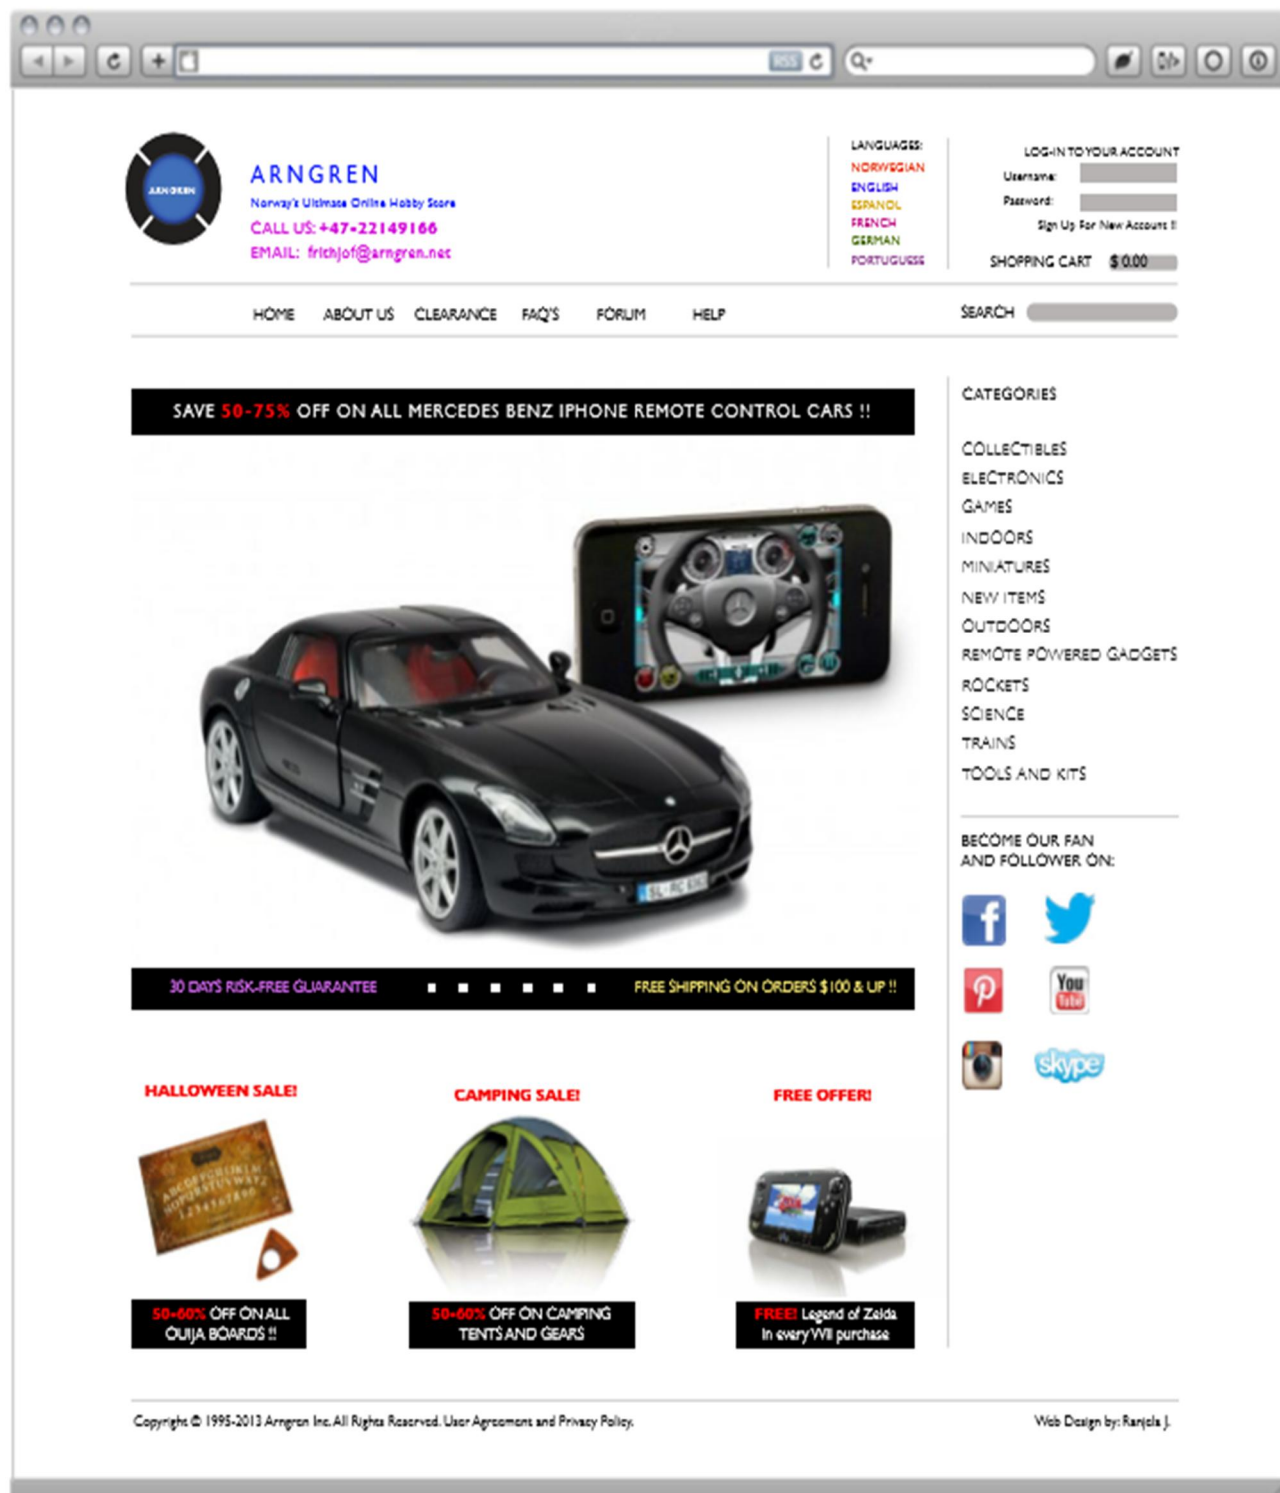 RSS
ARNGREN
ARNGREN
Norway's Ultimate Online Hobby Store
CALL US: +47-22149166
EMAIL: frithjof@arngren.net
LANGUAGES:
NORWEGIAN
ENGLISH
ESPANOL
FRENCH
GERMAN
PORTUGUESE
LOG-IN TO YOUR ACCOUNT
Username:
Password:
Sign Up For New Account !!
SHOPPING CART $ 0.00
HOME ABOUT US CLEARANCE FAQ'S FORUM HELP
SEARCH
SAVE 50-75% OFF ON ALL MERCEDES BENZ IPHONE REMOTE CONTROL CARS !!
30 DAYS RISK-FREE GUARANTEE
FREE SHIPPING ON ORDERS $100 & UP !!
CATEGORIES
COLLECTIBLES
ELECTRONICS
GAMES
INDOORS
MINIATURES
NEW ITEMS
OUTDOORS
REMOTE POWERED GADGETS
ROCKETS
SCIENCE
TRAINS
TOOLS AND KITS
BECOME OUR FAN
AND FOLLOWER ON:
f
You
Tube
skype
HALLOWEEN SALE!
ABCDEFGHIJKLM
NOPQRSTUVWXYZ
1234567890
50-60% OFF ON ALL
OUIJA BOARDS !!
CAMPING SALE!
50-60% OFF ON CAMPING
TENTS AND GEARS
FREE OFFER!
ZELDA
FREE! Legend of Zelda
In every WII purchase
Copyright © 1995-2013 Arngren Inc. All Rights Reserved. User Agreement and Privacy Policy.
Web Design by: Ranjela J.